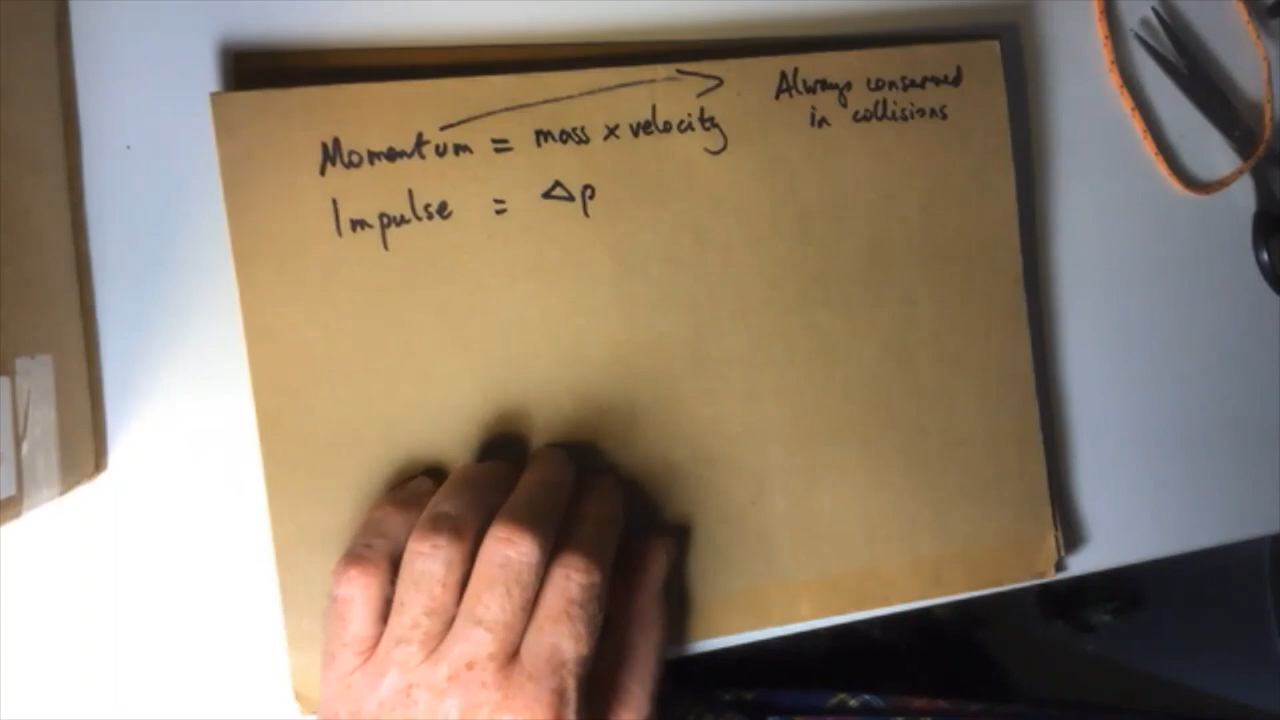 Momentum = mass x velocity
Impulse = Δp
Always conserved
in collisions